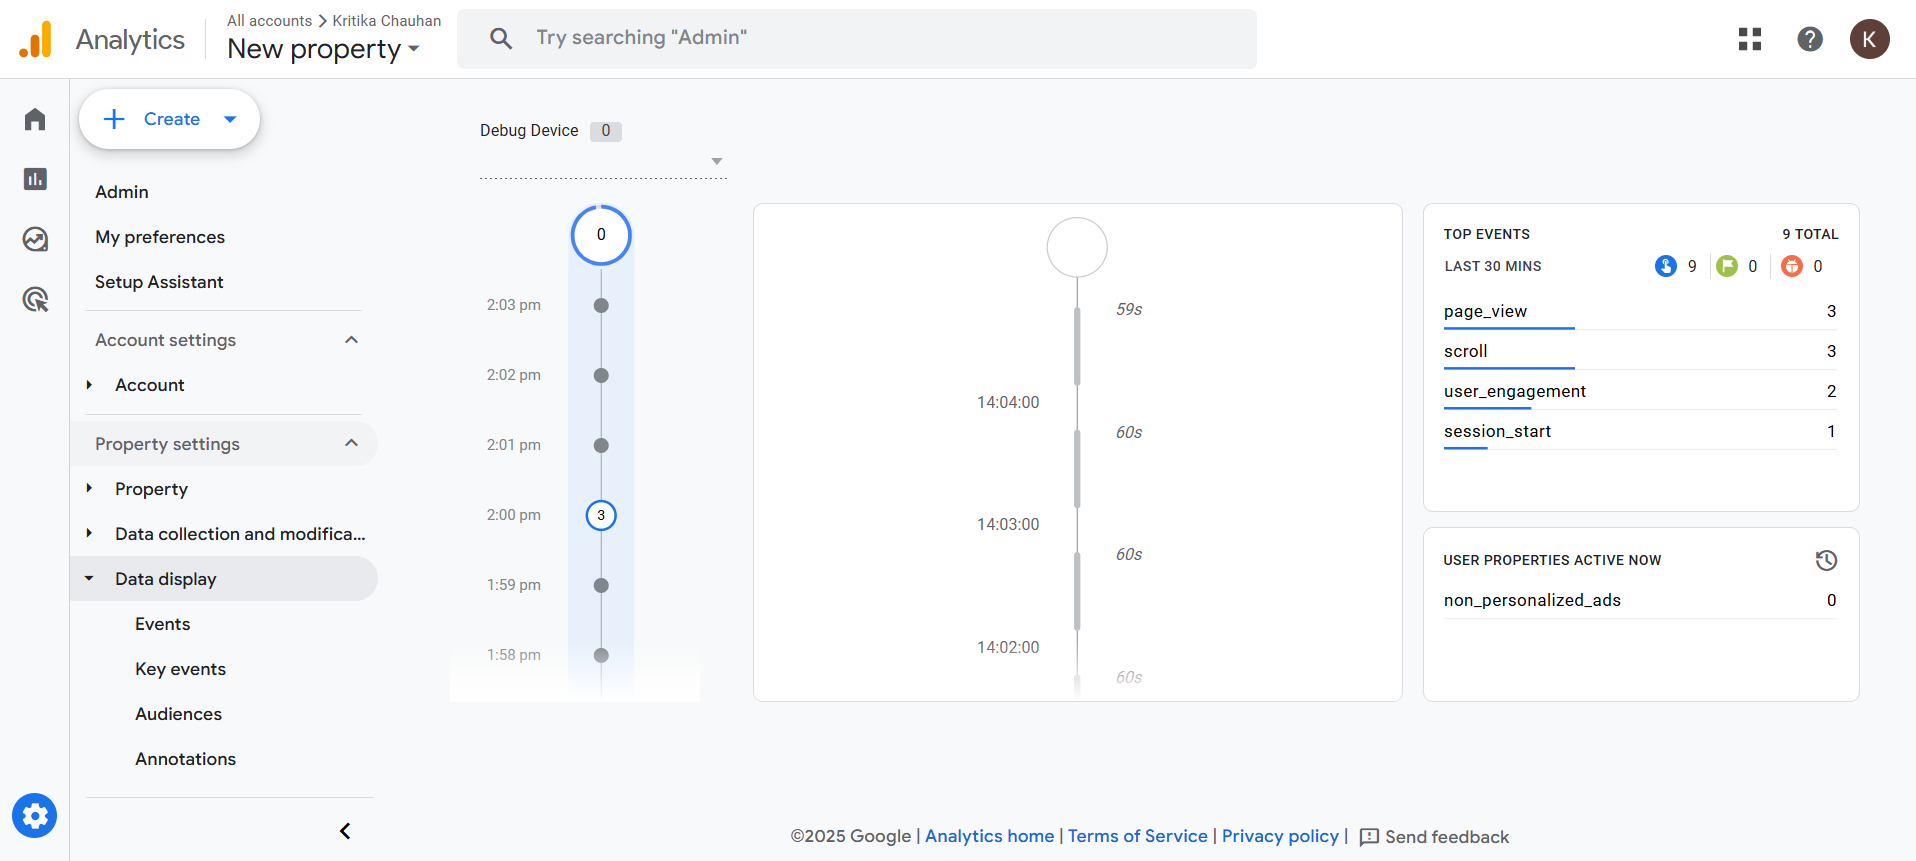 Analytics
All accounts > Kritika Chauhan
New property
Try searching "Admin"
K
Create
Admin
My preferences
Setup Assistant
Account settings
Account
Property settings
Property
Data collection and modifica...
Data display
Events
Key events
Audiences
Annotations
Debug Device 0
0
2:03 pm
2:02 pm
2:01 pm
2:00 pm 3
1:59 pm
1:58 pm
59s
14:04:00
60s
14:03:00
60s
14:02:00
60s
TOP EVENTS 9 TOTAL
LAST 30 MINS 9 0 0
page_view 3
scroll 3
user_engagement 2
session_start 1
USER PROPERTIES ACTIVE NOW
non_personalized_ads 0
©2025 Google | Analytics home | Terms of Service | Privacy policy | Send feedback